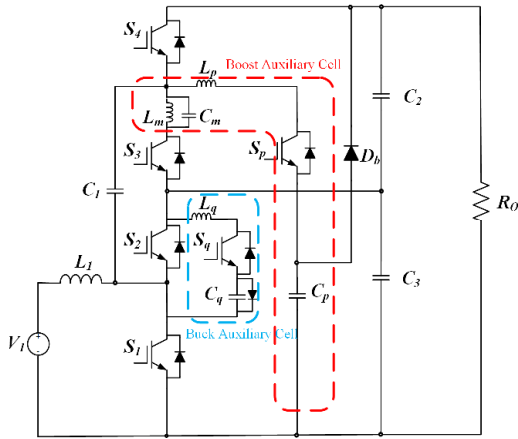 S4
Boost Auxiliary Cell
Lp
Lm
Cm
C2
S3
Sp
Db
C1
RO
Lq
S2
Sq
L1
Cq
Cp
C3
V1
S1
Buck Auxiliary Cell